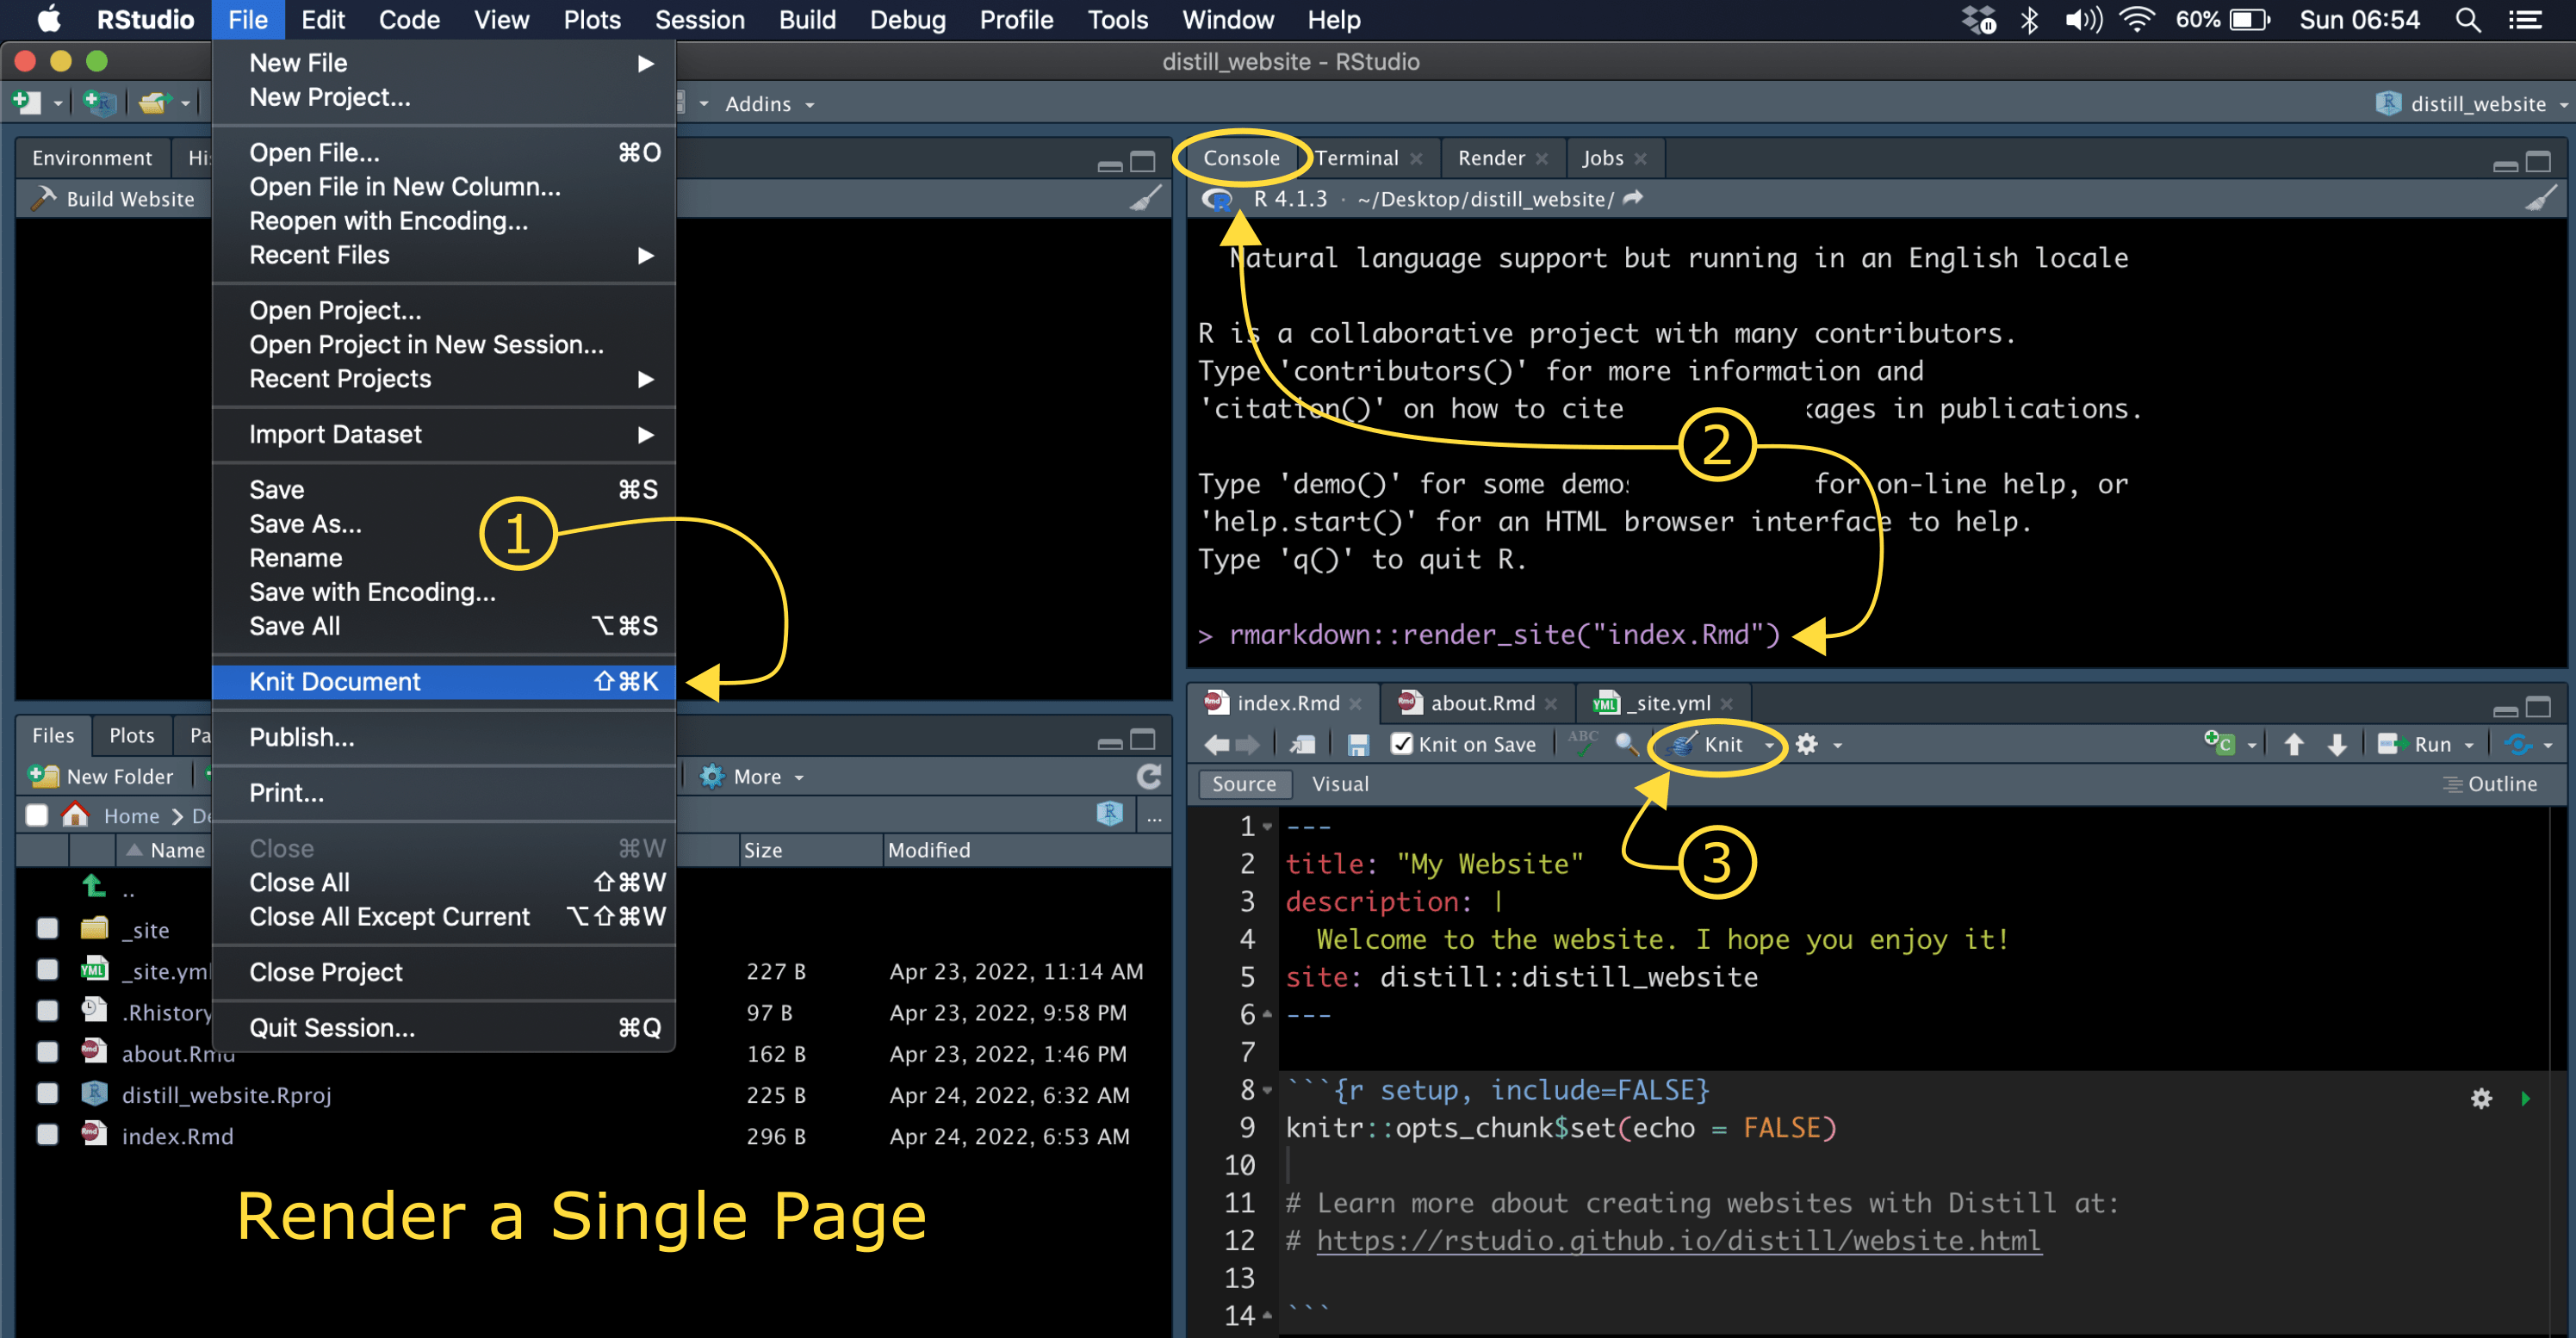 RStudio File Edit Code View Plots Session Build Debug Profile Tools Window Help 60% Sun 06:54
distill_website - RStudio
Addins
distill_website
New File
New Project...
Open File... ⌘O
Open File in New Column...
Reopen with Encoding...
Recent Files
Open Project...
Open Project in New Session...
Recent Projects
Import Dataset
Save ⌘S
Save As...
Rename
Save with Encoding...
Save All ⌥⌘S
Knit Document ⇧⌘K
Publish...
Print...
Close ⌘W
Close All ⇧⌘W
Close All Except Current ⌥⇧⌘W
Close Project
Quit Session... ⌘Q
1
Environment
Build Website
Console Terminal Render Jobs
R 4.1.3 · ~/Desktop/distill_website/
Natural language support but running in an English locale
R is a collaborative project with many contributors.
Type 'contributors()' for more information and
'citation()' on how to cite kages in publications.
2
Type 'demo()' for some demos for on-line help, or
'help.start()' for an HTML browser interface to help.
Type 'q()' to quit R.
> rmarkdown::render_site("index.Rmd")
Files Plots Pa
New Folder More
Home
Name Size Modified
..
_site
_site.yml 227 B Apr 23, 2022, 11:14 AM
.Rhistory 97 B Apr 23, 2022, 9:58 PM
about.Rmd 162 B Apr 23, 2022, 1:46 PM
distill_website.Rproj 225 B Apr 24, 2022, 6:32 AM
index.Rmd 296 B Apr 24, 2022, 6:53 AM
Render a Single Page
index.Rmd about.Rmd _site.yml
Knit on Save ABC Knit Run
Source Visual Outline
3
1 ---
2 title: "My Website"
3 description: |
4 Welcome to the website. I hope you enjoy it!
5 site: distill::distill_website
6 ---
7
8 ```{r setup, include=FALSE}
9 knitr::opts_chunk$set(echo = FALSE)
10
11 # Learn more about creating websites with Distill at:
12 # https://rstudio.github.io/distill/website.html
13
14 ```